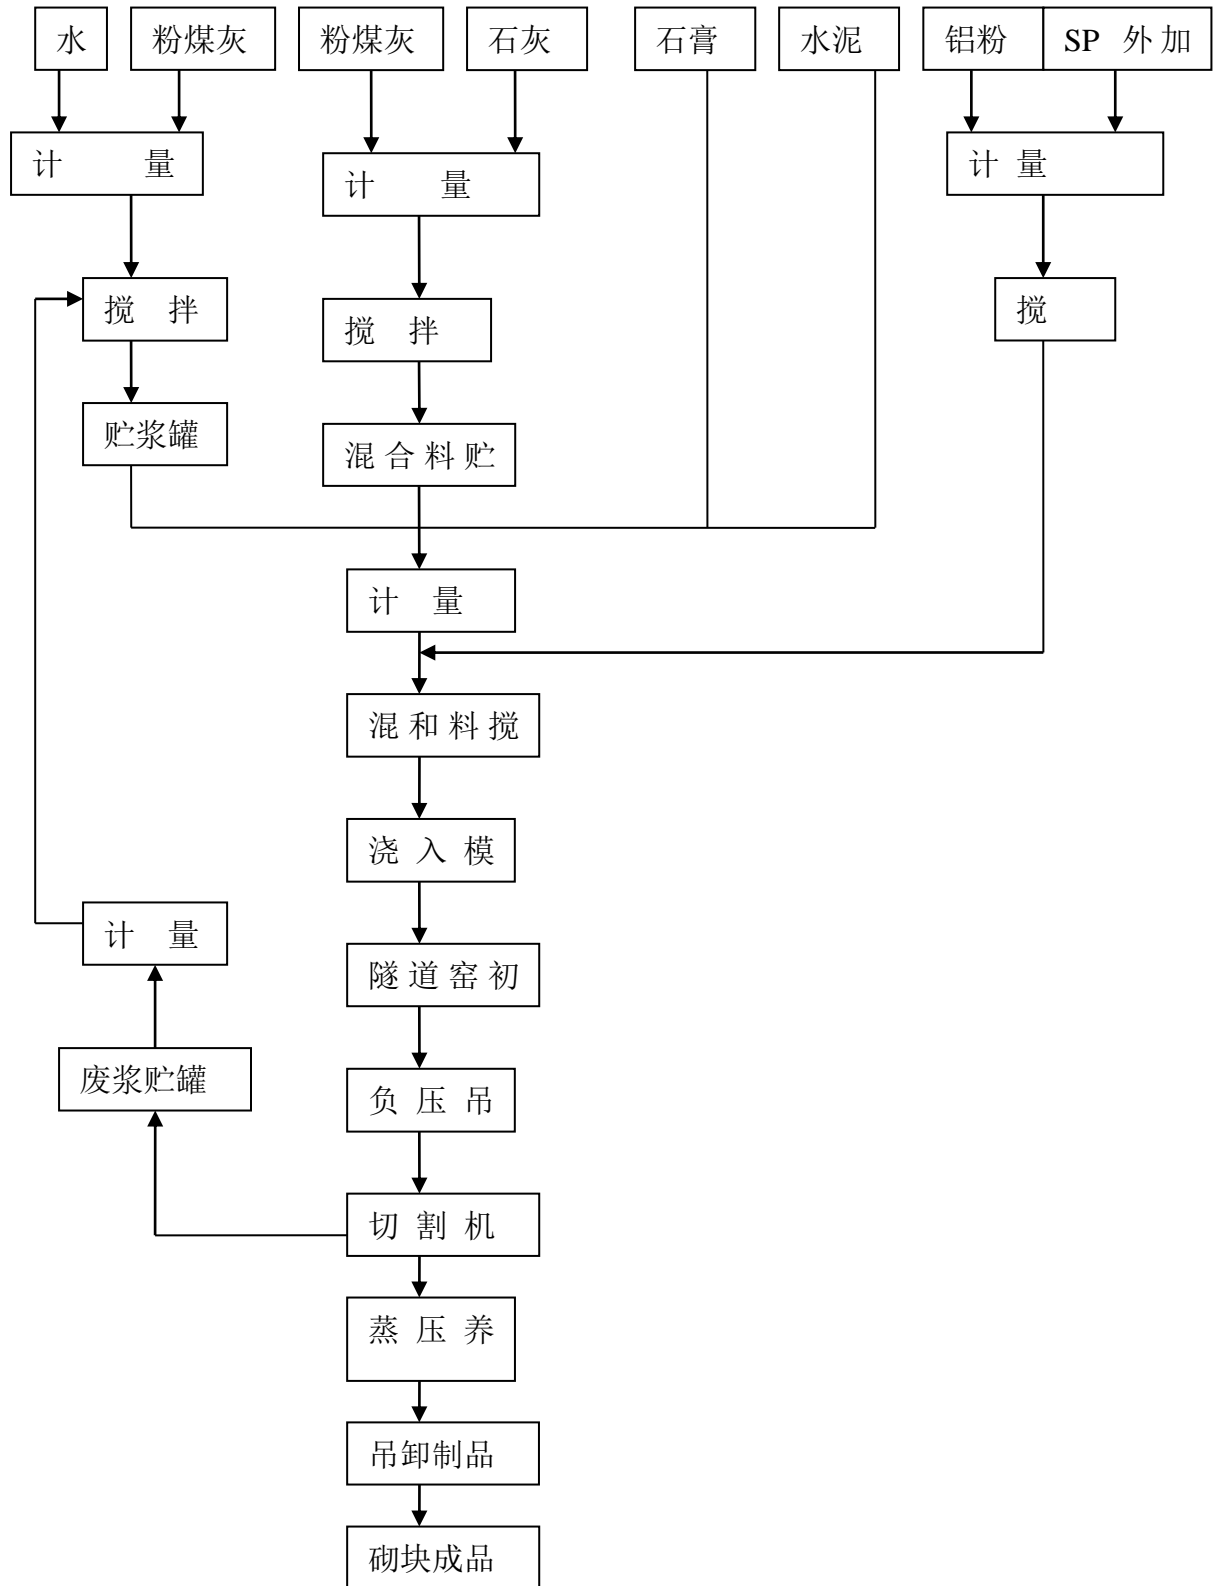 水
粉煤灰
粉煤灰
石灰
石膏
水泥
铝粉
SP 外加
计 量
计 量
计 量
搅 拌
搅 拌
搅
贮浆罐
混合料贮
计 量
混和料搅
浇入模
计 量
隧道窑初
废浆贮罐
负压吊
切割机
蒸压养
吊卸制品
砌块成品